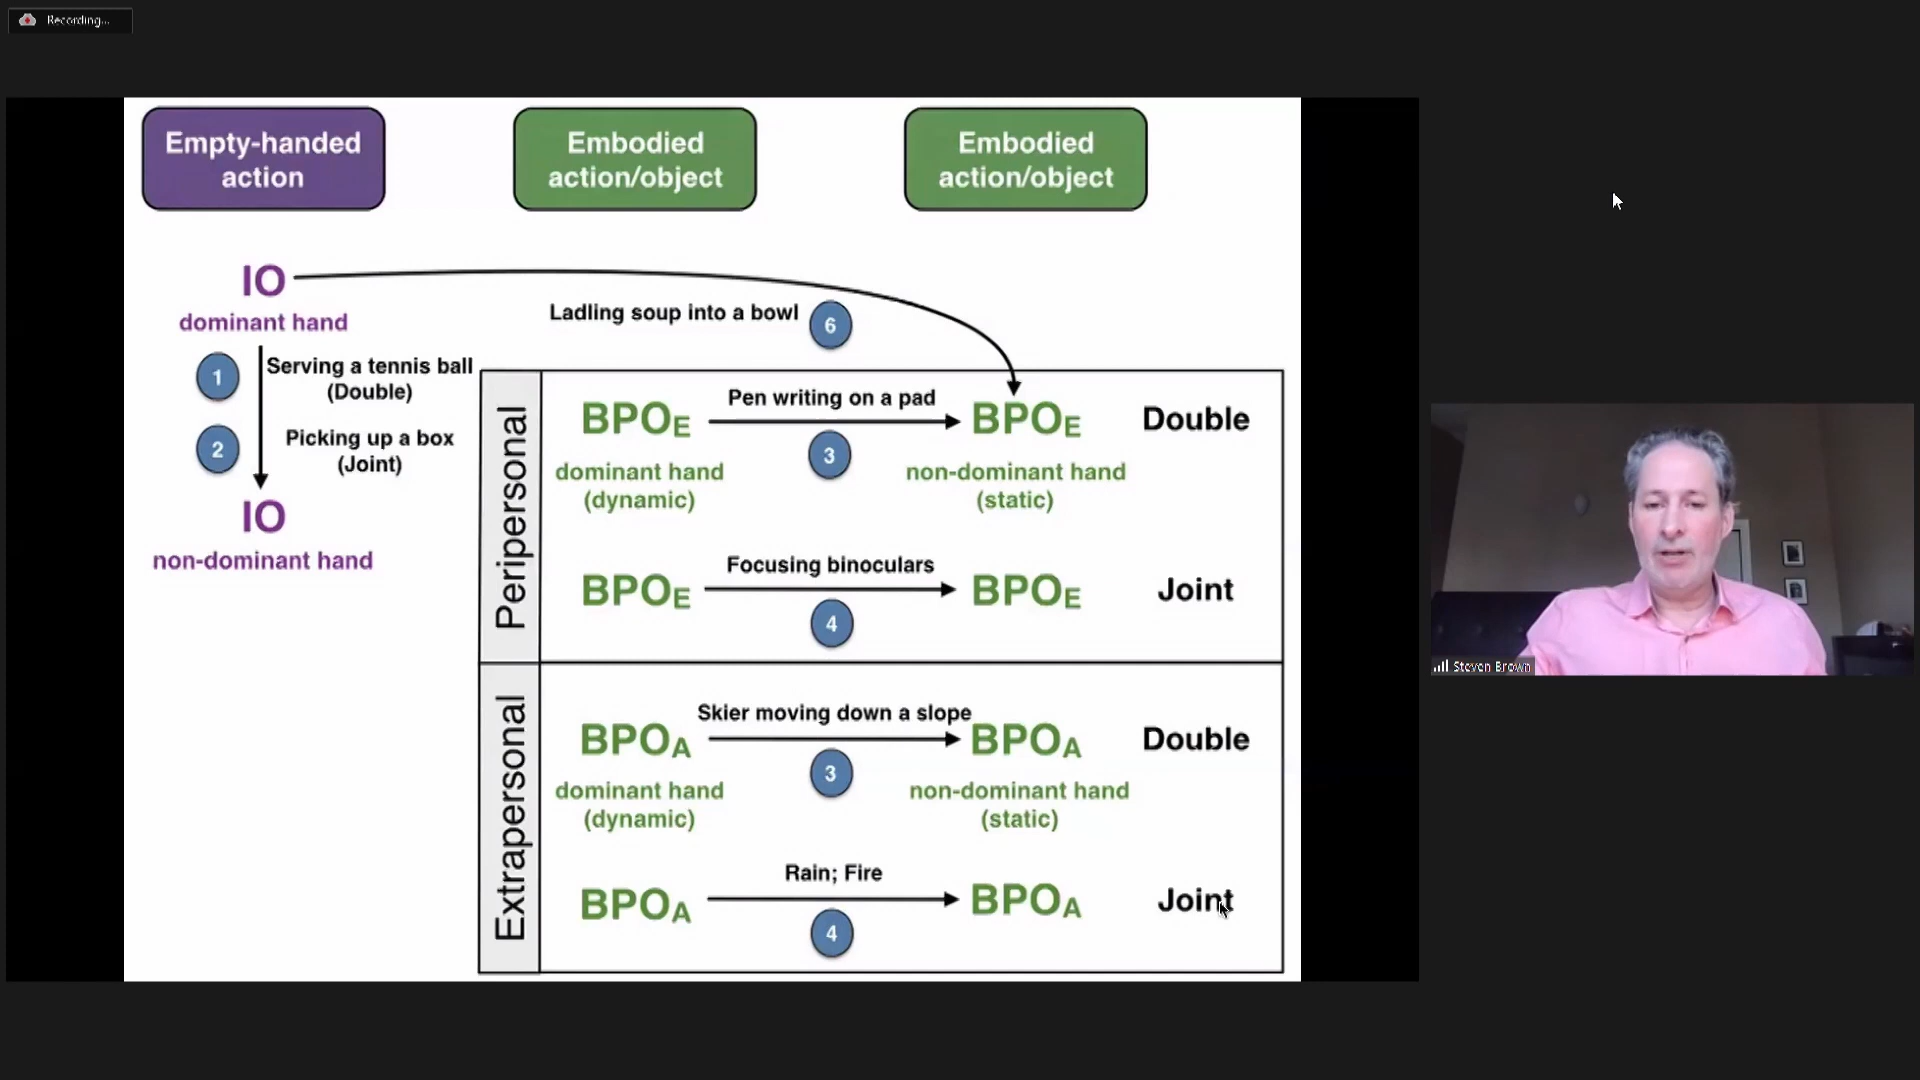 Recording...
Empty-handed
action
Embodied
action/object
Embodied
action/object
IO
dominant hand
Ladling soup into a bowl
6
1
Serving a tennis ball
(Double)
2
Picking up a box
(Joint)
IO
non-dominant hand
Peripersonal
BPOE
Pen writing on a pad
3
BPOE
Double
dominant hand
(dynamic)
non-dominant hand
(static)
BPOE
Focusing binoculars
4
BPOE
Joint
Extrapersonal
BPOA
Skier moving down a slope
3
BPOA
Double
dominant hand
(dynamic)
non-dominant hand
(static)
BPOA
Rain; Fire
4
BPOA
Joint
Steven Brown